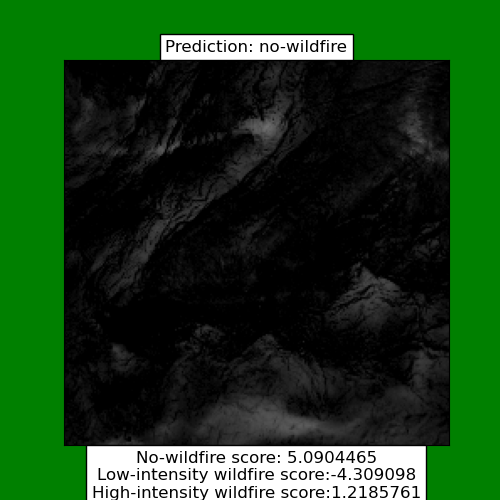 Prediction: no-wildfire
No-wildfire score: 5.0904465
Low-intensity wildfire score:-4.309098
High-intensity wildfire score:1.2185761